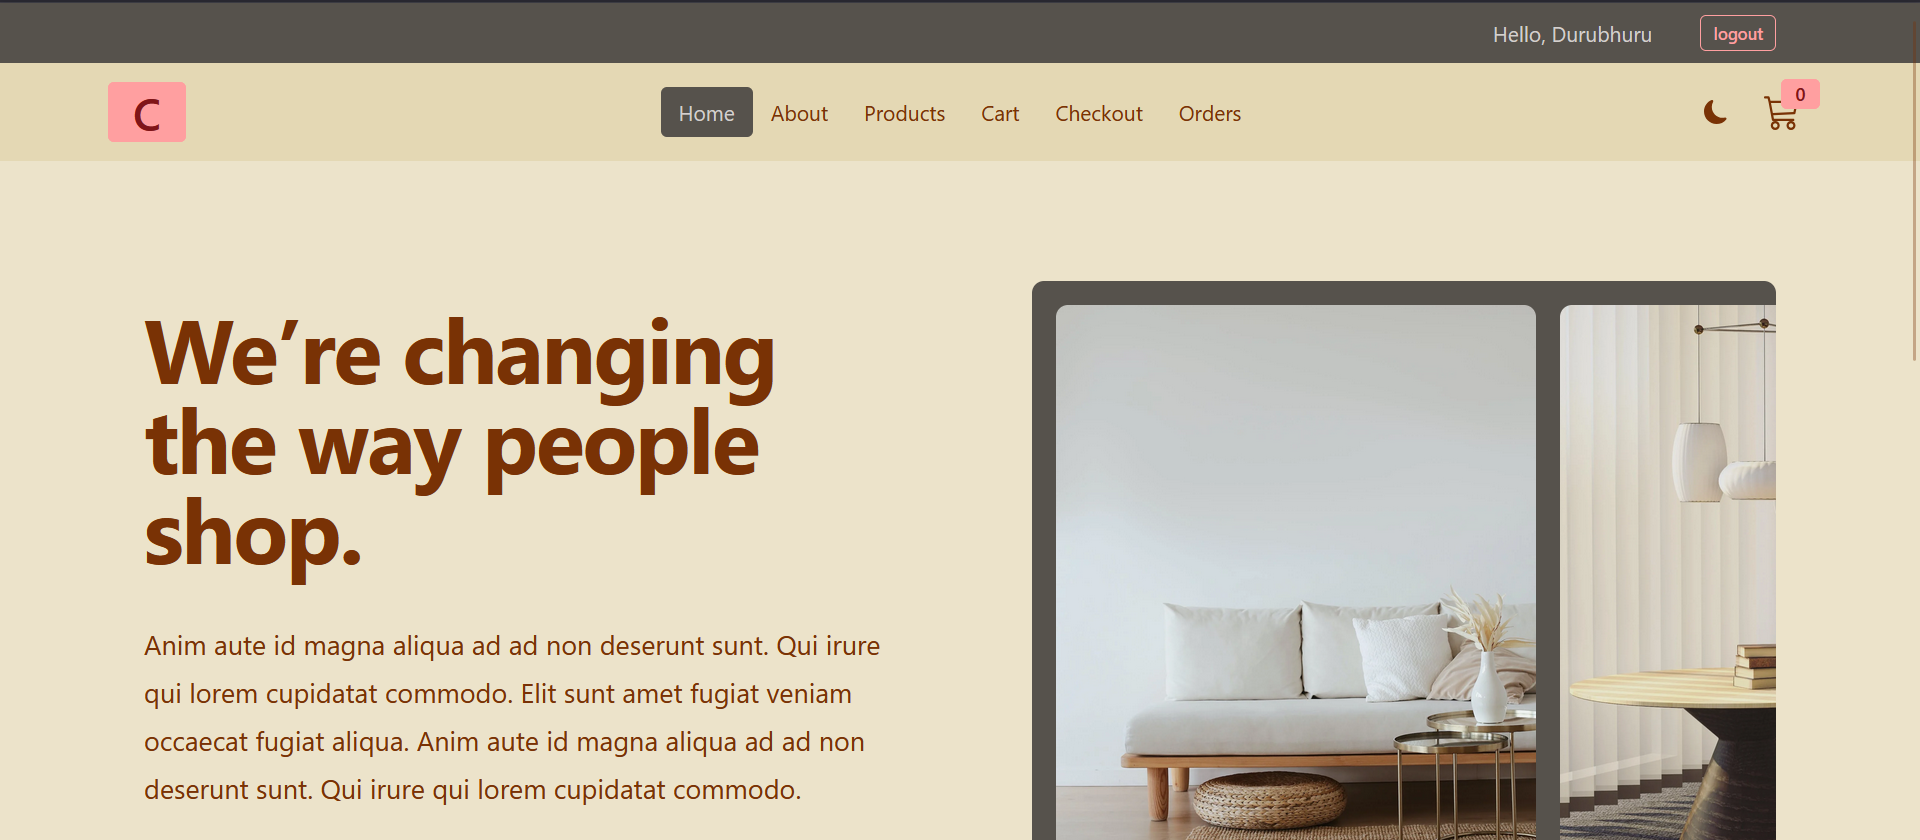 Hello, Durubhuru
logout
C
Home
About
Products
Cart
Checkout
Orders
0
We’re changing
the way people
shop.
Anim aute id magna aliqua ad ad non deserunt sunt. Qui irure
qui lorem cupidatat commodo. Elit sunt amet fugiat veniam
occaecat fugiat aliqua. Anim aute id magna aliqua ad ad non
deserunt sunt. Qui irure qui lorem cupidatat commodo.